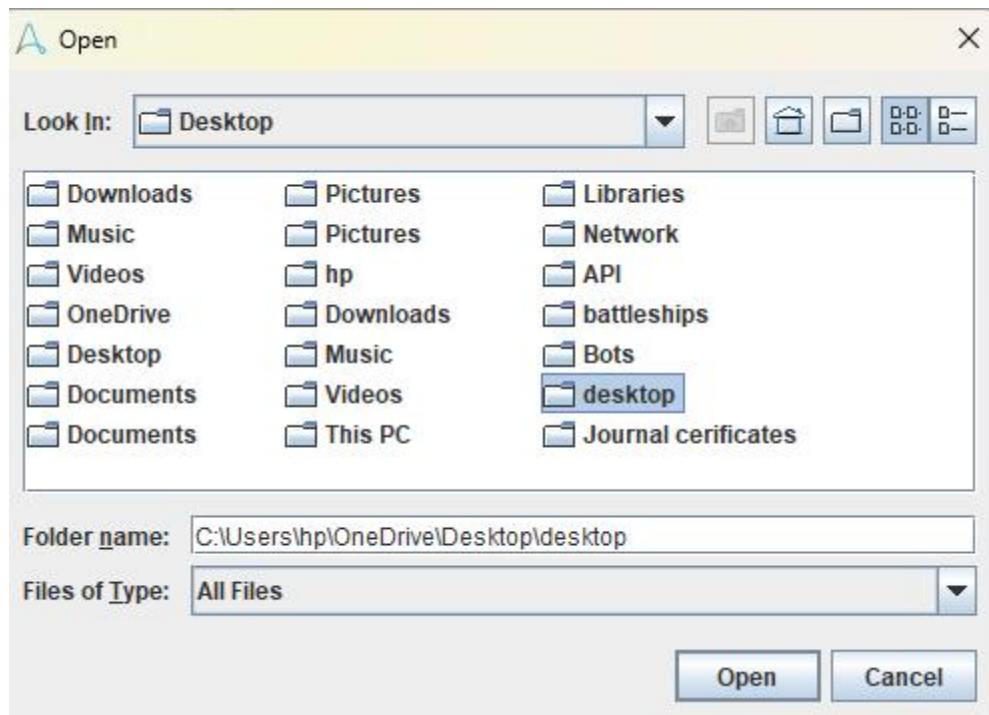 Open
Look In: Desktop
Downloads
Music
Videos
OneDrive
Desktop
Documents
Documents
Pictures
Pictures
hp
Downloads
Music
Videos
This PC
Libraries
Network
API
battleships
Bots
desktop
Journal cerificates
Folder name: C:\Users\hp\OneDrive\Desktop\desktop
Files of Type: All Files
Open Cancel